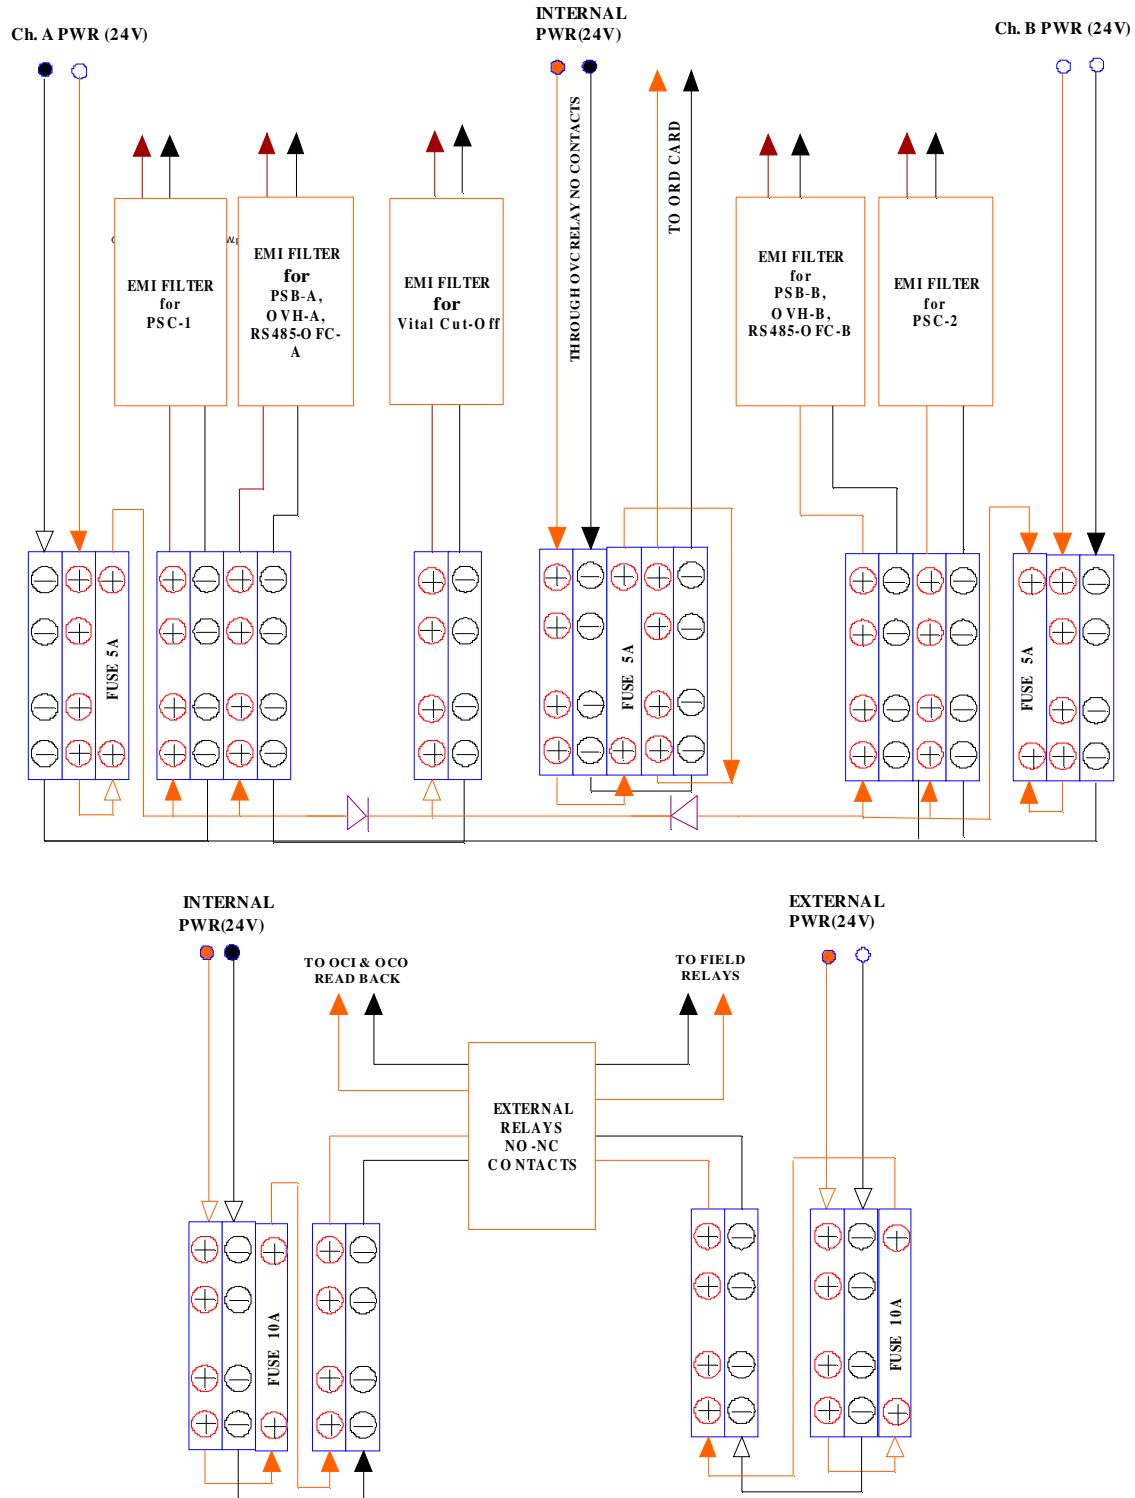 INTERNAL
PWR(24V)
Ch. A PWR (24V)
Ch. B PWR (24V)
THROUGH OVC RELAY NO CONTACTS
TO ORD CARD
EMI FILTER
for
PSC-1
EMI FILTER
for
PSB-A,
OVH-A,
RS485-OFC-
A
EMI FILTER
for
Vital Cut-Off
EMI FILTER
for
PSB-B,
OVH-B,
RS485-OFC-B
EMI FILTER
for
PSC-2
FUSE 5A
FUSE 5A
FUSE 5A
INTERNAL
PWR(24V)
EXTERNAL
PWR(24V)
TO OCI & OCO
READ BACK
TO FIELD
RELAYS
EXTERNAL
RELAYS
NO-NC
CONTACTS
FUSE 10A
FUSE 10A